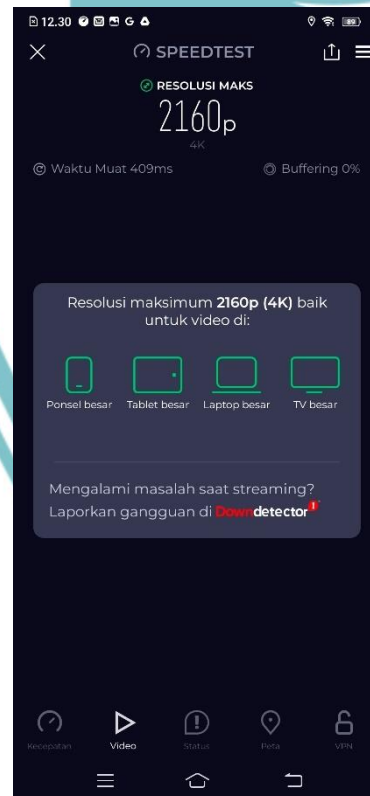 12.30 G 89
SPEEDTEST
RESOLUSI MAKS
2160p
4K
Waktu Muat 409ms Buffering 0%
Resolusi maksimum 2160p (4K) baik
untuk video di:
Ponsel besar Tablet besar Laptop besar TV besar
Mengalami masalah saat streaming?
Laporkan gangguan di Downdetector
Kecepatan Video Status Peta VPN